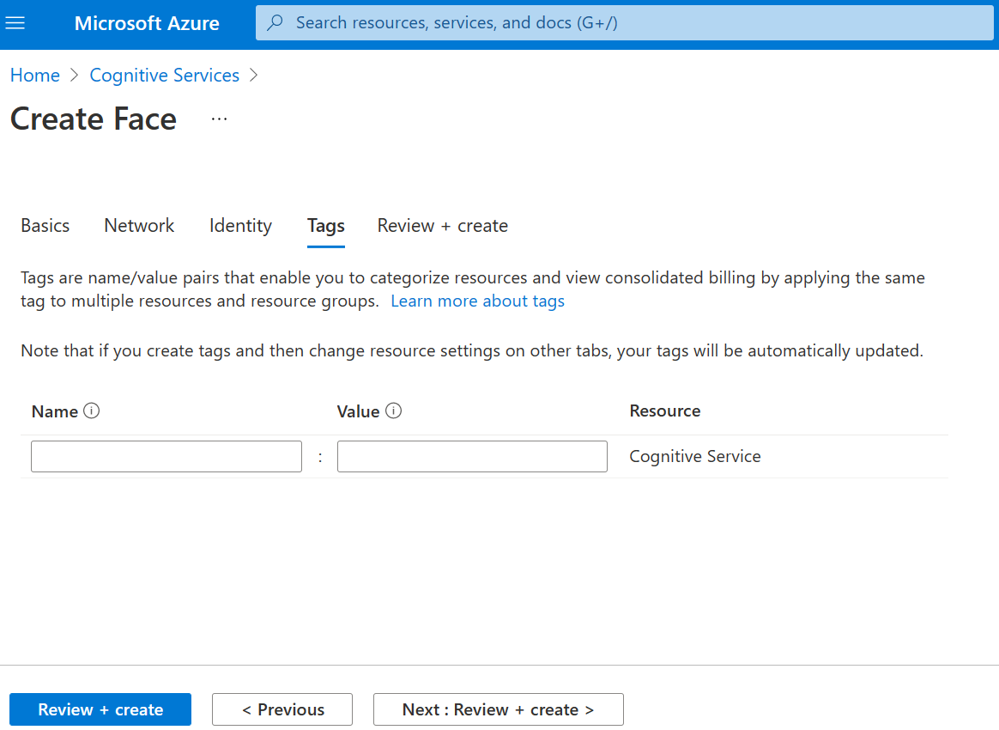 Microsoft Azure
Search resources, services, and docs (G+/)
Home > Cognitive Services >
Create Face ...
Basics Network Identity Tags Review + create
Tags are name/value pairs that enable you to categorize resources and view consolidated billing by applying the same
tag to multiple resources and resource groups. Learn more about tags
Note that if you create tags and then change resource settings on other tabs, your tags will be automatically updated.
Name Value Resource
: Cognitive Service
Review + create < Previous Next : Review + create >